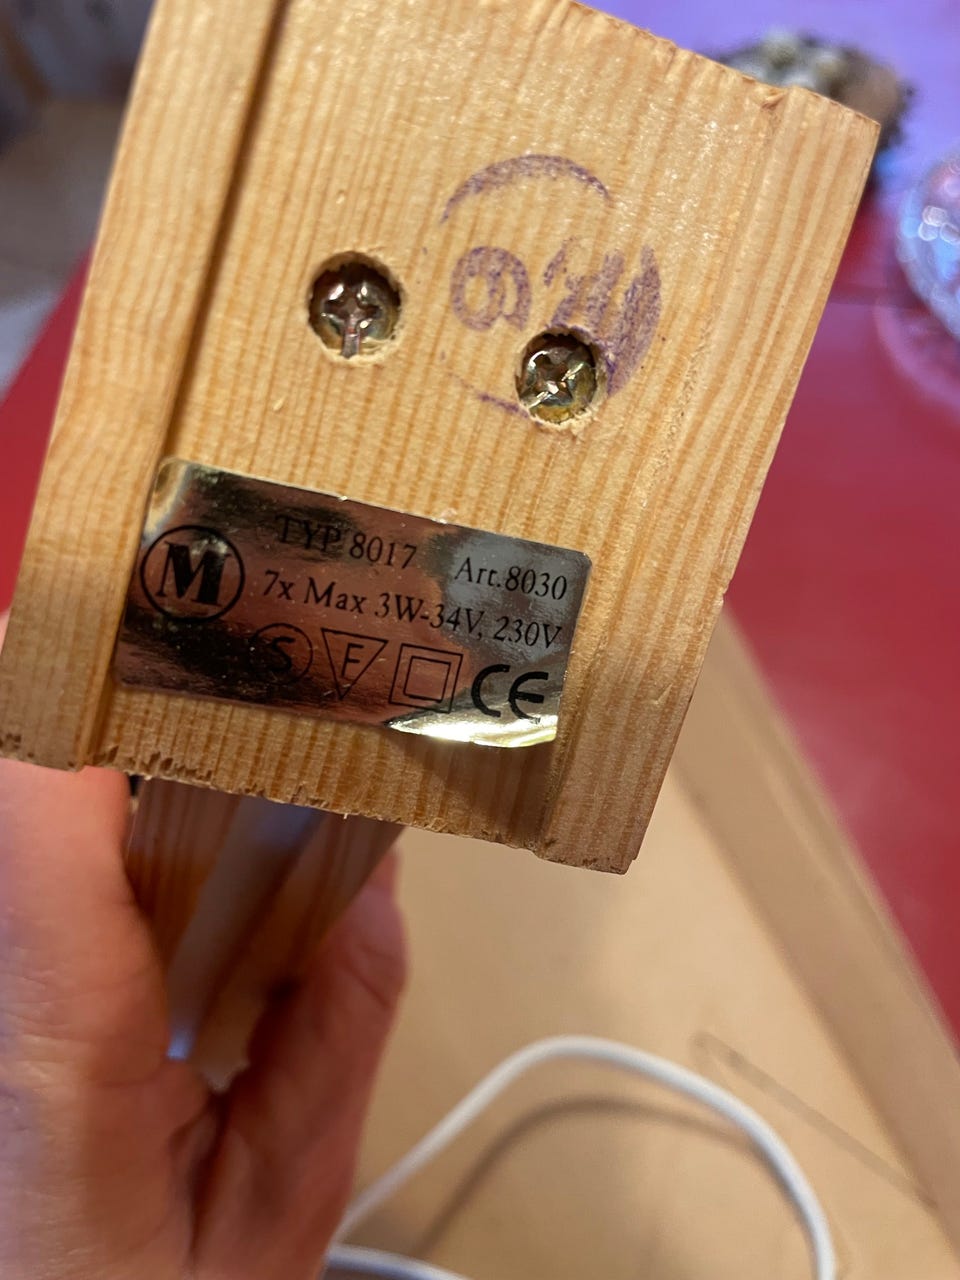 TYP 8017 Art.8030
M
7x Max 3W-34V, 230V
S F CE